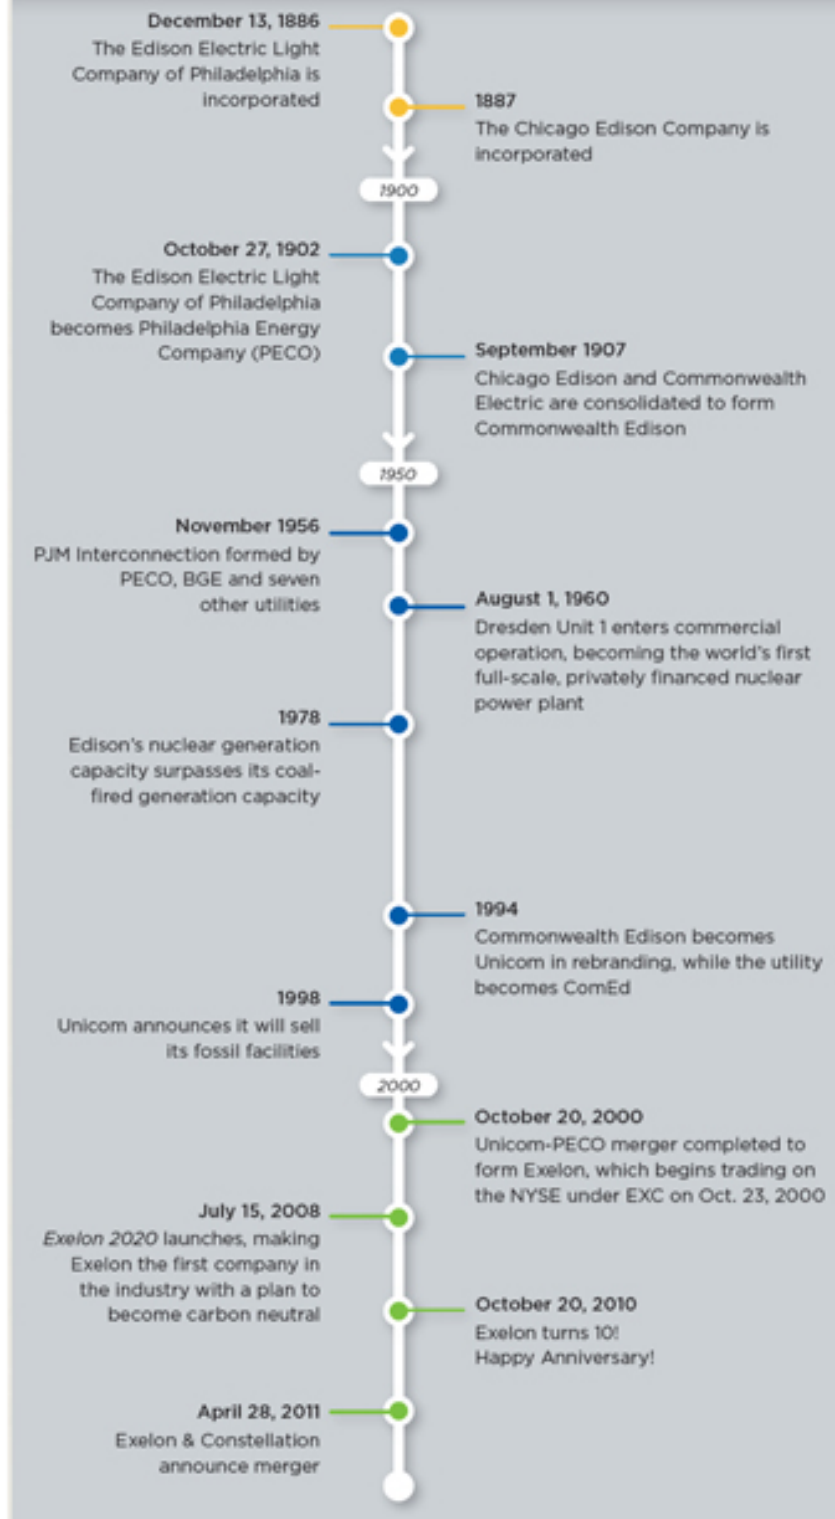 December 13, 1886
The Edison Electric Light
Company of Philadelphia is
incorporated
1887
The Chicago Edison Company is
incorporated
1900
October 27, 1902
The Edison Electric Light
Company of Philadelphia
becomes Philadelphia Energy
Company (PECO)
September 1907
Chicago Edison and Commonwealth
Electric are consolidated to form
Commonwealth Edison
1950
November 1956
PJM Interconnection formed by
PECO, BGE and seven
other utilities
August 1, 1960
Dresden Unit 1 enters commercial
operation, becoming the world's first
full-scale, privately financed nuclear
power plant
1978
Edison's nuclear generation
capacity surpasses its coal-
fired generation capacity
1994
Commonwealth Edison becomes
Unicom in rebranding, while the utility
becomes ComEd
1998
Unicom announces it will sell
its fossil facilities
2000
October 20, 2000
Unicom-PECO merger completed to
form Exelon, which begins trading on
the NYSE under EXC on Oct. 23, 2000
July 15, 2008
Exelon 2020 launches, making
Exelon the first company in
the industry with a plan to
become carbon neutral
October 20, 2010
Exelon turns 10!
Happy Anniversary!
April 28, 2011
Exelon & Constellation
announce merger